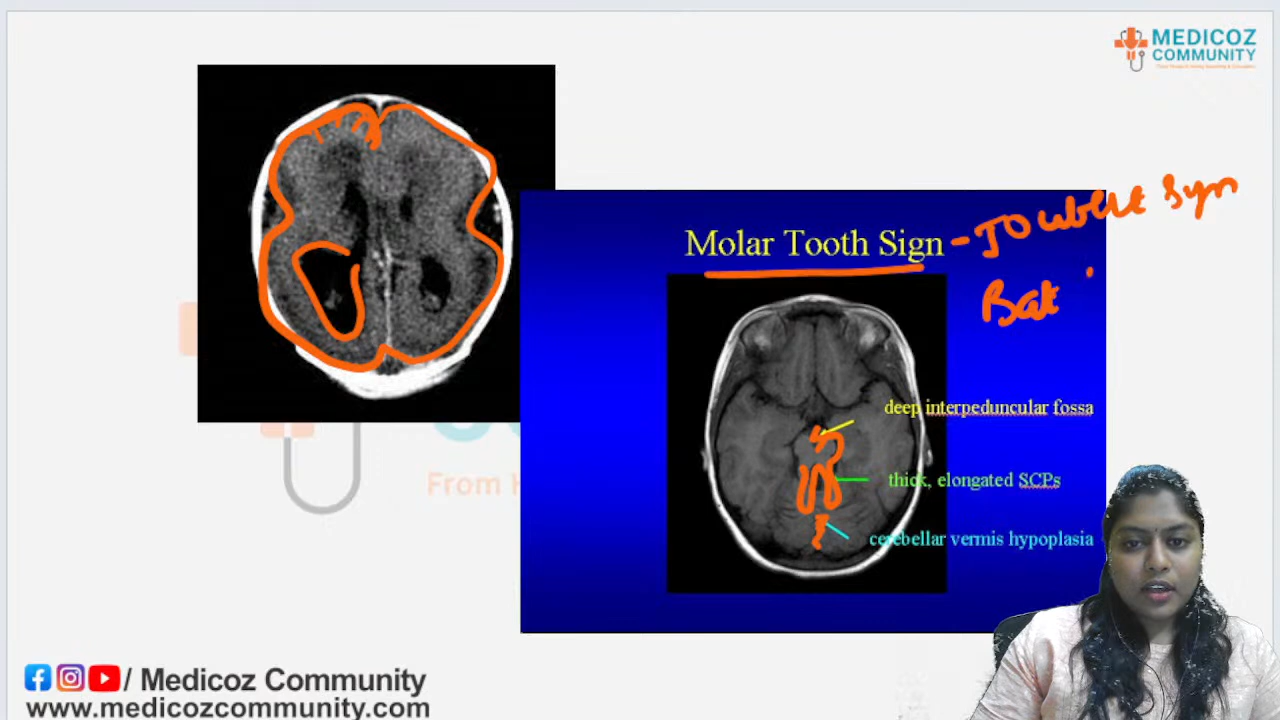 MEDICOZ
COMMUNITY
Molar Tooth Sign - Joubert Syn
Bat
deep interpeduncular fossa
thick, elongated SCPs
cerebellar vermis hypoplasia
From H
/ Medicoz Community
www.medicozcommunity.com